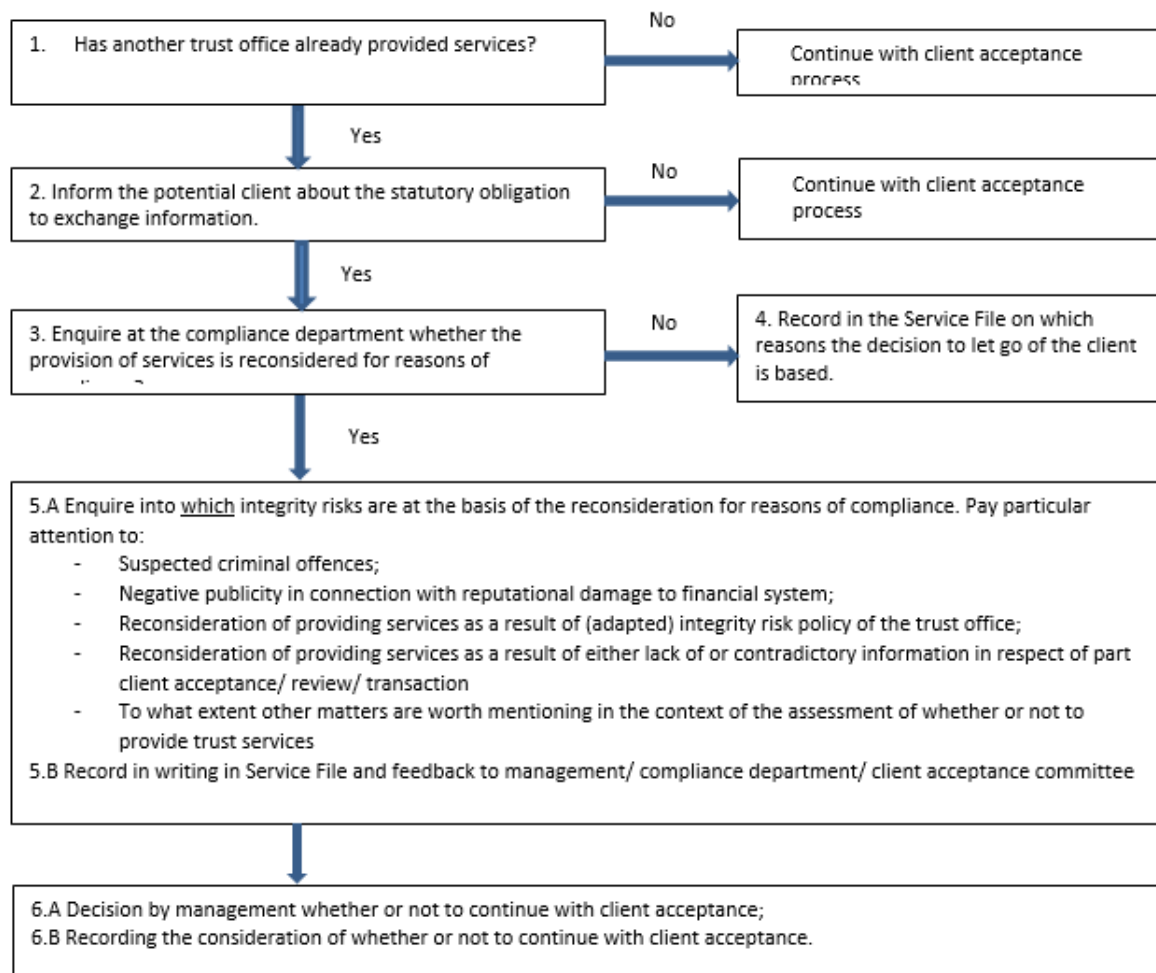 No
1. Has another trust office already provided services?
Continue with client acceptance
process
Yes
No
2. Inform the potential client about the statutory obligation
to exchange information.
Continue with client acceptance
process
Yes
No
3. Enquire at the compliance department whether the
provision of services is reconsidered for reasons of
4. Record in the Service File on which
reasons the decision to let go of the client
is based.
Yes
5.A Enquire into which integrity risks are at the basis of the reconsideration for reasons of compliance. Pay particular
attention to:
- Suspected criminal offences;
- Negative publicity in connection with reputational damage to financial system;
- Reconsideration of providing services as a result of (adapted) integrity risk policy of the trust office;
- Reconsideration of providing services as a result of either lack of or contradictory information in respect of part
client acceptance/ review/ transaction
- To what extent other matters are worth mentioning in the context of the assessment of whether or not to
provide trust services
5.B Record in writing in Service File and feedback to management/ compliance department/ client acceptance committee
6.A Decision by management whether or not to continue with client acceptance;
6.B Recording the consideration of whether or not to continue with client acceptance.